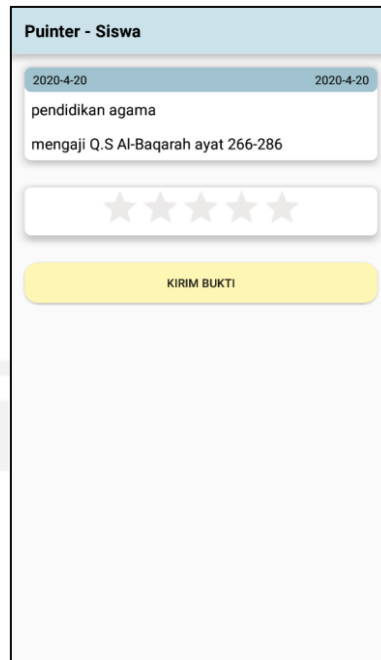 Puinter - Siswa
2020-4-20 2020-4-20
pendidikan agama
mengaji Q.S Al-Baqarah ayat 266-286
KIRIM BUKTI